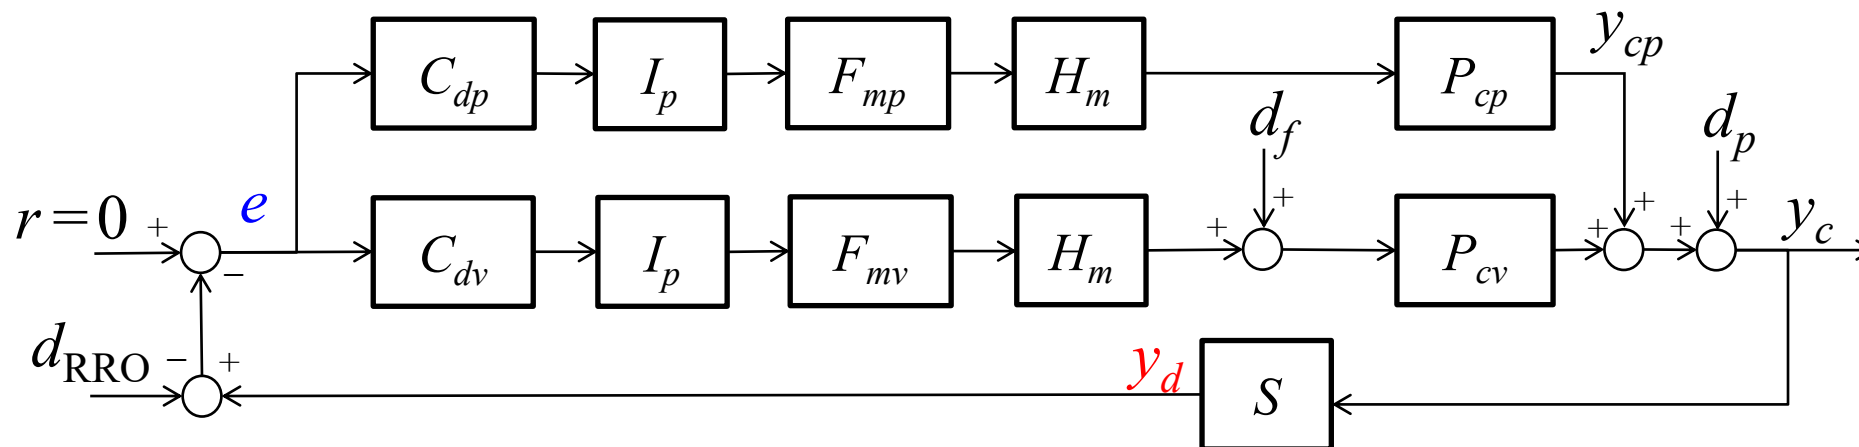 C_dp I_p F_mp H_m P_cp y_cp
d_f d_p
r = 0 + − e C_dv I_p F_mv H_m + + P_cv + + + + y_c
d_RRO − + y_d S